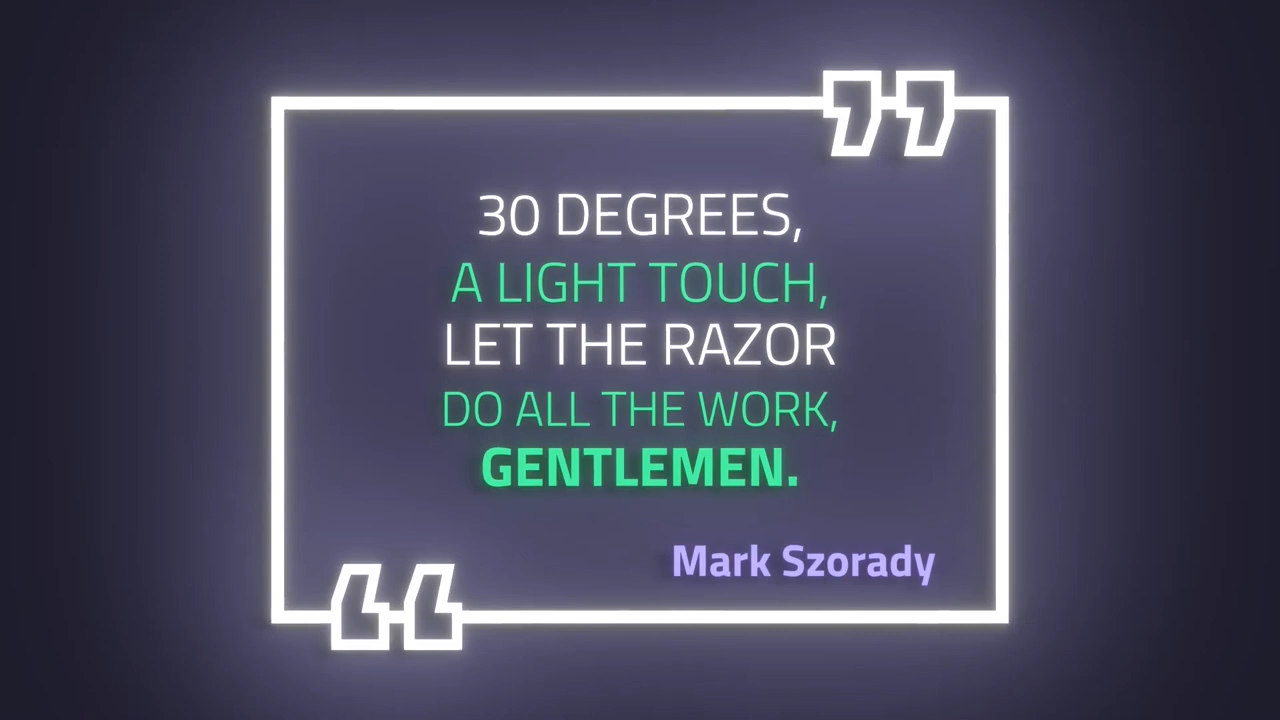 30 DEGREES,
A LIGHT TOUCH,
LET THE RAZOR
DO ALL THE WORK,
GENTLEMEN.
Mark Szorady